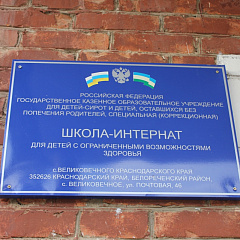 РОССИЙСКАЯ ФЕДЕРАЦИЯ
ГОСУДАРСТВЕННОЕ КАЗЕННОЕ ОБРАЗОВАТЕЛЬНОЕ УЧРЕЖДЕНИЕ
ДЛЯ ДЕТЕЙ-СИРОТ И ДЕТЕЙ, ОСТАВШИХСЯ БЕЗ
ПОПЕЧЕНИЯ РОДИТЕЛЕЙ, СПЕЦИАЛЬНАЯ (КОРРЕКЦИОННАЯ)
ШКОЛА-ИНТЕРНАТ
ДЛЯ ДЕТЕЙ С ОГРАНИЧЕННЫМИ ВОЗМОЖНОСТЯМИ
ЗДОРОВЬЯ
с.ВЕЛИКОВЕЧНОГО КРАСНОДАРСКОГО КРАЯ
352626 КРАСНОДАРСКИЙ КРАЙ, БЕЛОРЕЧЕНСКИЙ РАЙОН,
с. ВЕЛИКОВЕЧНОЕ, ул. ПОЧТОВАЯ, 46